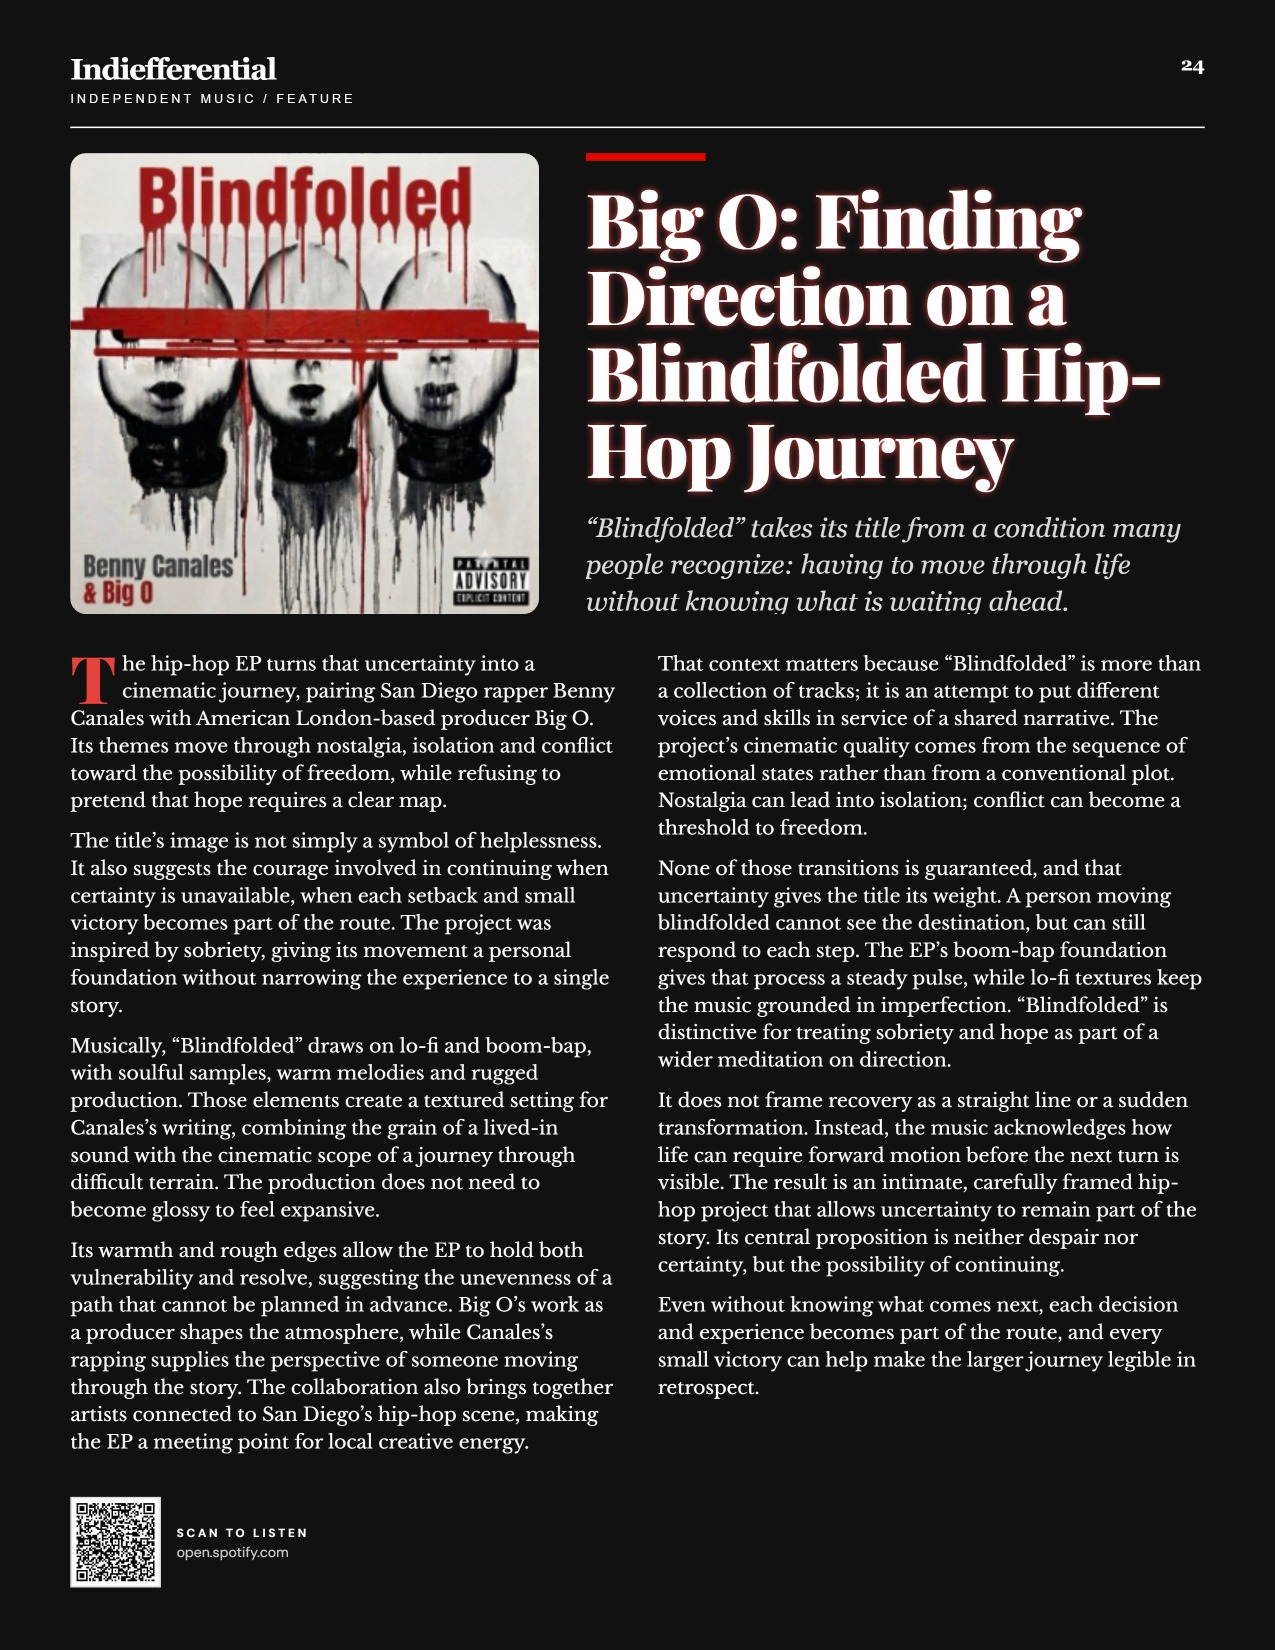 Indiefferential
INDEPENDENT MUSIC / FEATURE
24
Blindfolded
Benny Canales
& Big O
PARENTAL
ADVISORY
EXPLICIT CONTENT
Big O: Finding
Direction on a
Blindfolded Hip-
Hop Journey
“Blindfolded” takes its title from a condition many
people recognize: having to move through life
without knowing what is waiting ahead.
The hip-hop EP turns that uncertainty into a
cinematic journey, pairing San Diego rapper Benny
Canales with American London-based producer Big O.
Its themes move through nostalgia, isolation and conflict
toward the possibility of freedom, while refusing to
pretend that hope requires a clear map.
The title’s image is not simply a symbol of helplessness.
It also suggests the courage involved in continuing when
certainty is unavailable, when each setback and small
victory becomes part of the route. The project was
inspired by sobriety, giving its movement a personal
foundation without narrowing the experience to a single
story.
Musically, “Blindfolded” draws on lo-fi and boom-bap,
with soulful samples, warm melodies and rugged
production. Those elements create a textured setting for
Canales’s writing, combining the grain of a lived-in
sound with the cinematic scope of a journey through
difficult terrain. The production does not need to
become glossy to feel expansive.
Its warmth and rough edges allow the EP to hold both
vulnerability and resolve, suggesting the unevenness of a
path that cannot be planned in advance. Big O’s work as
a producer shapes the atmosphere, while Canales’s
rapping supplies the perspective of someone moving
through the story. The collaboration also brings together
artists connected to San Diego’s hip-hop scene, making
the EP a meeting point for local creative energy.
That context matters because “Blindfolded” is more than
a collection of tracks; it is an attempt to put different
voices and skills in service of a shared narrative. The
project’s cinematic quality comes from the sequence of
emotional states rather than from a conventional plot.
Nostalgia can lead into isolation; conflict can become a
threshold to freedom.
None of those transitions is guaranteed, and that
uncertainty gives the title its weight. A person moving
blindfolded cannot see the destination, but can still
respond to each step. The EP’s boom-bap foundation
gives that process a steady pulse, while lo-fi textures keep
the music grounded in imperfection. “Blindfolded” is
distinctive for treating sobriety and hope as part of a
wider meditation on direction.
It does not frame recovery as a straight line or a sudden
transformation. Instead, the music acknowledges how
life can require forward motion before the next turn is
visible. The result is an intimate, carefully framed hip-
hop project that allows uncertainty to remain part of the
story. Its central proposition is neither despair nor
certainty, but the possibility of continuing.
Even without knowing what comes next, each decision
and experience becomes part of the route, and every
small victory can help make the larger journey legible in
retrospect.
SCAN TO LISTEN
open.spotify.com